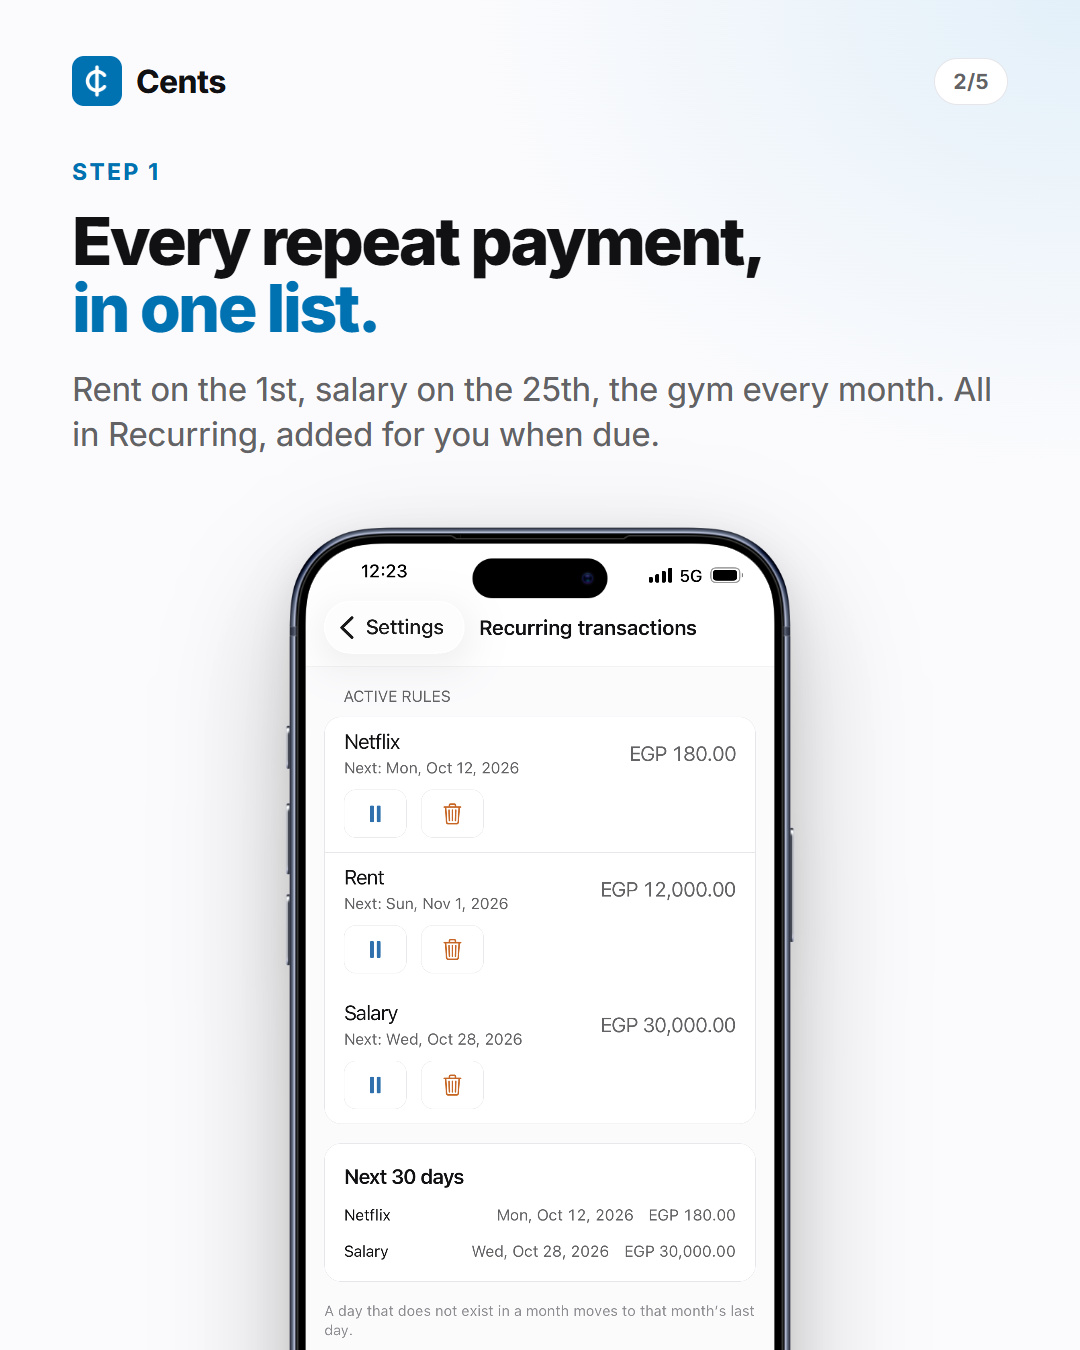 Cents
2/5
STEP 1
Every repeat payment,
in one list.
Rent on the 1st, salary on the 25th, the gym every month. All
in Recurring, added for you when due.
12:23
5G
Settings
Recurring transactions
ACTIVE RULES
Netflix
EGP 180.00
Next: Mon, Oct 12, 2026
Rent
EGP 12,000.00
Next: Sun, Nov 1, 2026
Salary
EGP 30,000.00
Next: Wed, Oct 28, 2026
Next 30 days
Netflix Mon, Oct 12, 2026 EGP 180.00
Salary Wed, Oct 28, 2026 EGP 30,000.00
A day that does not exist in a month moves to that month's last
day.